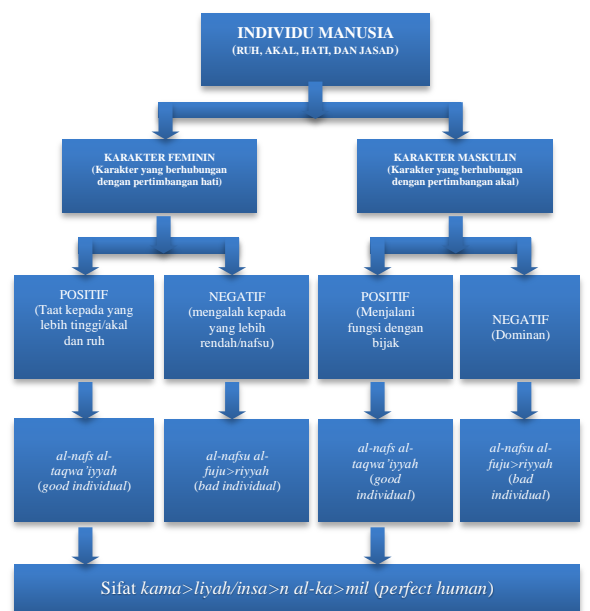 INDIVIDU MANUSIA
(RUH, AKAL, HATI, DAN JASAD)
KARAKTER FEMININ
(Karakter yang berhubungan
dengan pertimbangan hati)
KARAKTER MASKULIN
(Karakter yang berhubungan
dengan pertimbangan akal)
POSITIF
(Taat kepada yang
lebih tinggi/akal
dan ruh)
NEGATIF
(mengalah kepada
yang lebih
rendah/nafsu)
POSITIF
(Menjalani
fungsi dengan
bijak
NEGATIF
(Dominan)
al-nafs al-
taqwa’iyyah
(good individual)
al-nafsu al-
fuju>riyyah
(bad individual)
al-nafs al-
taqwa’iyyah
(good
individual)
al-nafsu al-
fuju>riyyah
(bad
individual)
Sifat kama>liyah/insa>n al-ka>mil (perfect human)